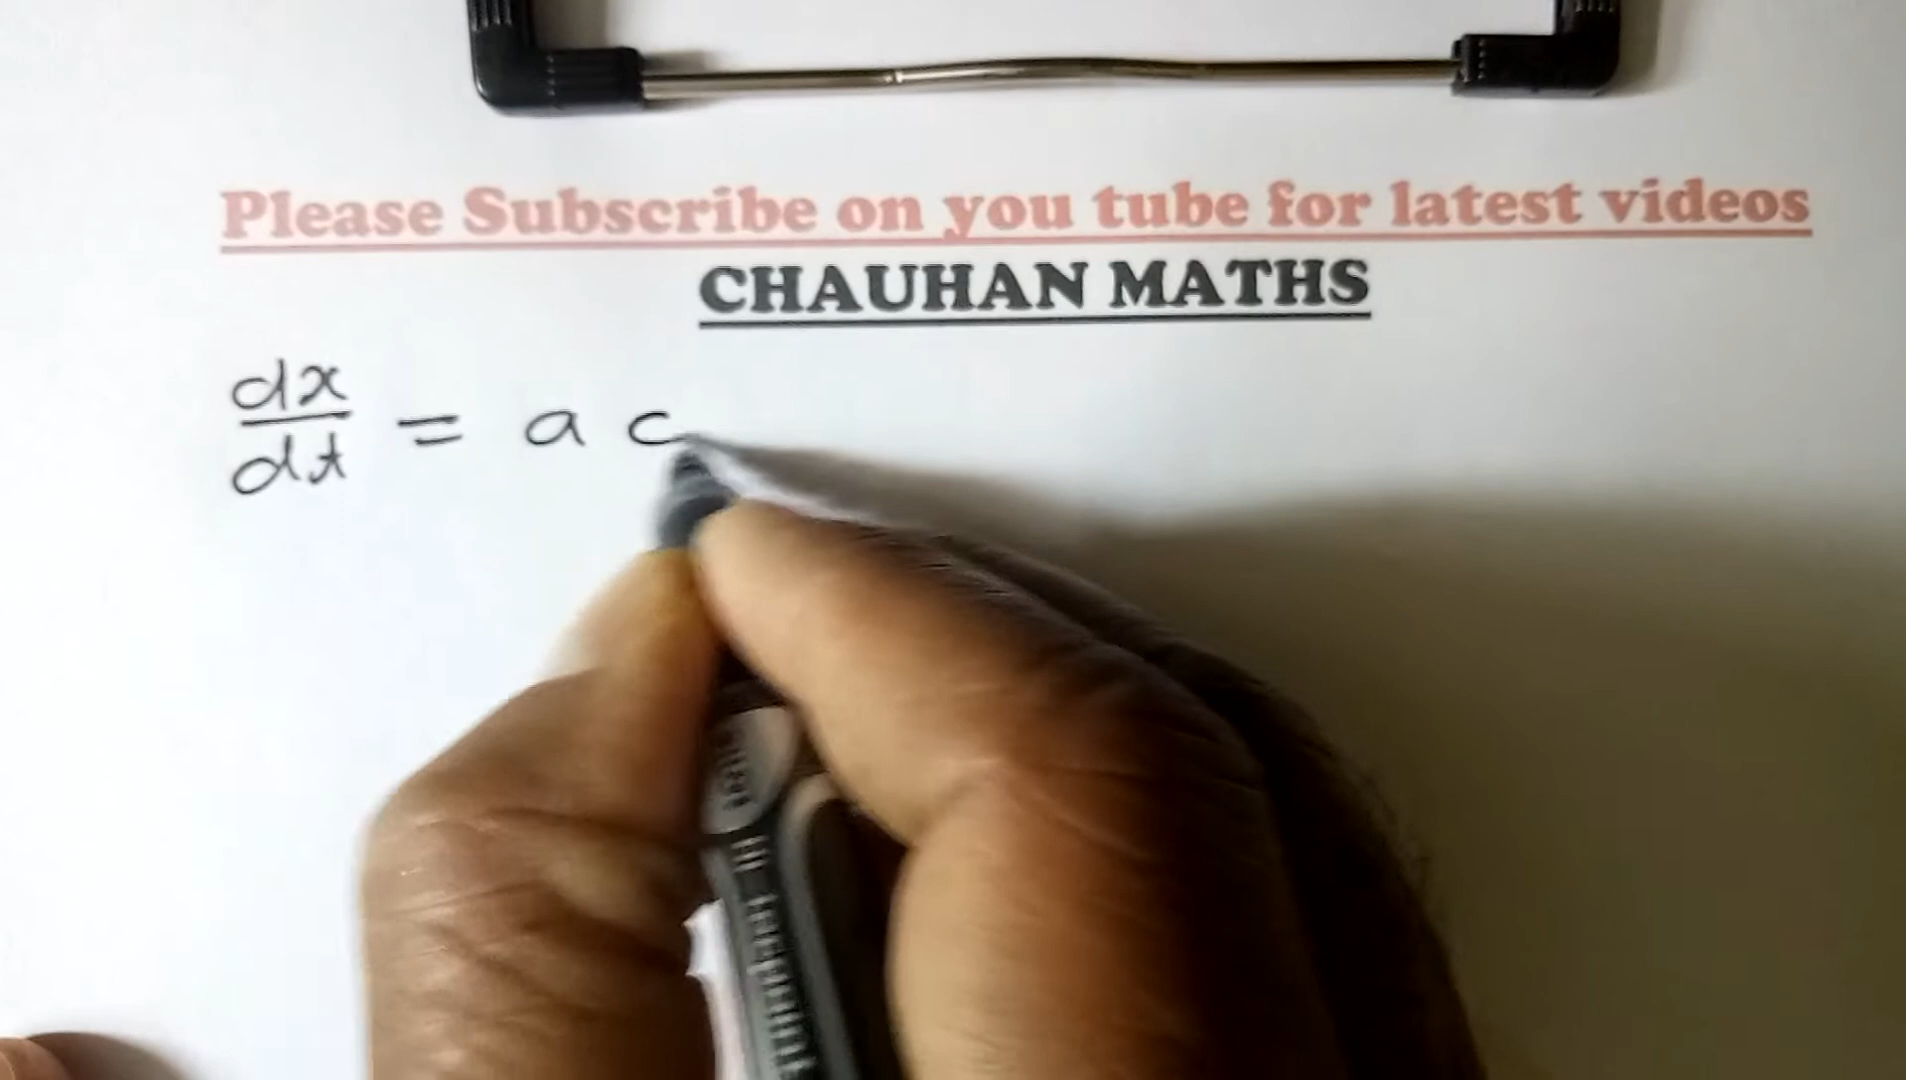 Please Subscribe on you tube for latest videos
CHAUHAN MATHS
dx/dt = a c